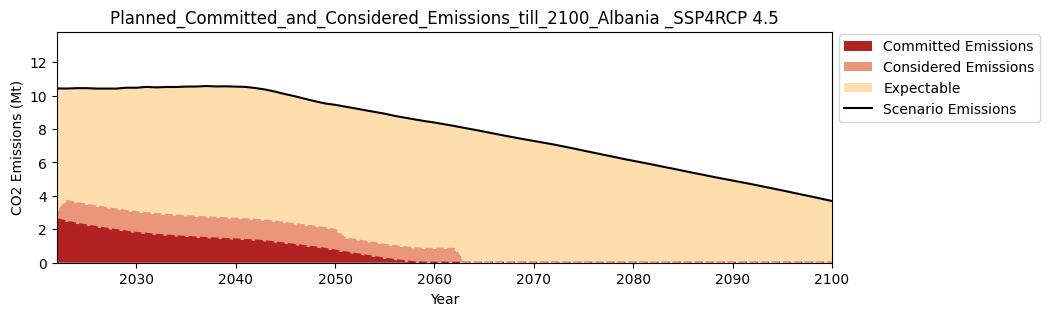 Planned_Committed_and_Considered_Emissions_till_2100_Albania _SSP4RCP 4.5
Committed Emissions
Considered Emissions
Expectable
Scenario Emissions
CO2 Emissions (Mt)
12
10
8
6
4
2
0
2030
2040
2050
2060
2070
2080
2090
2100
Year